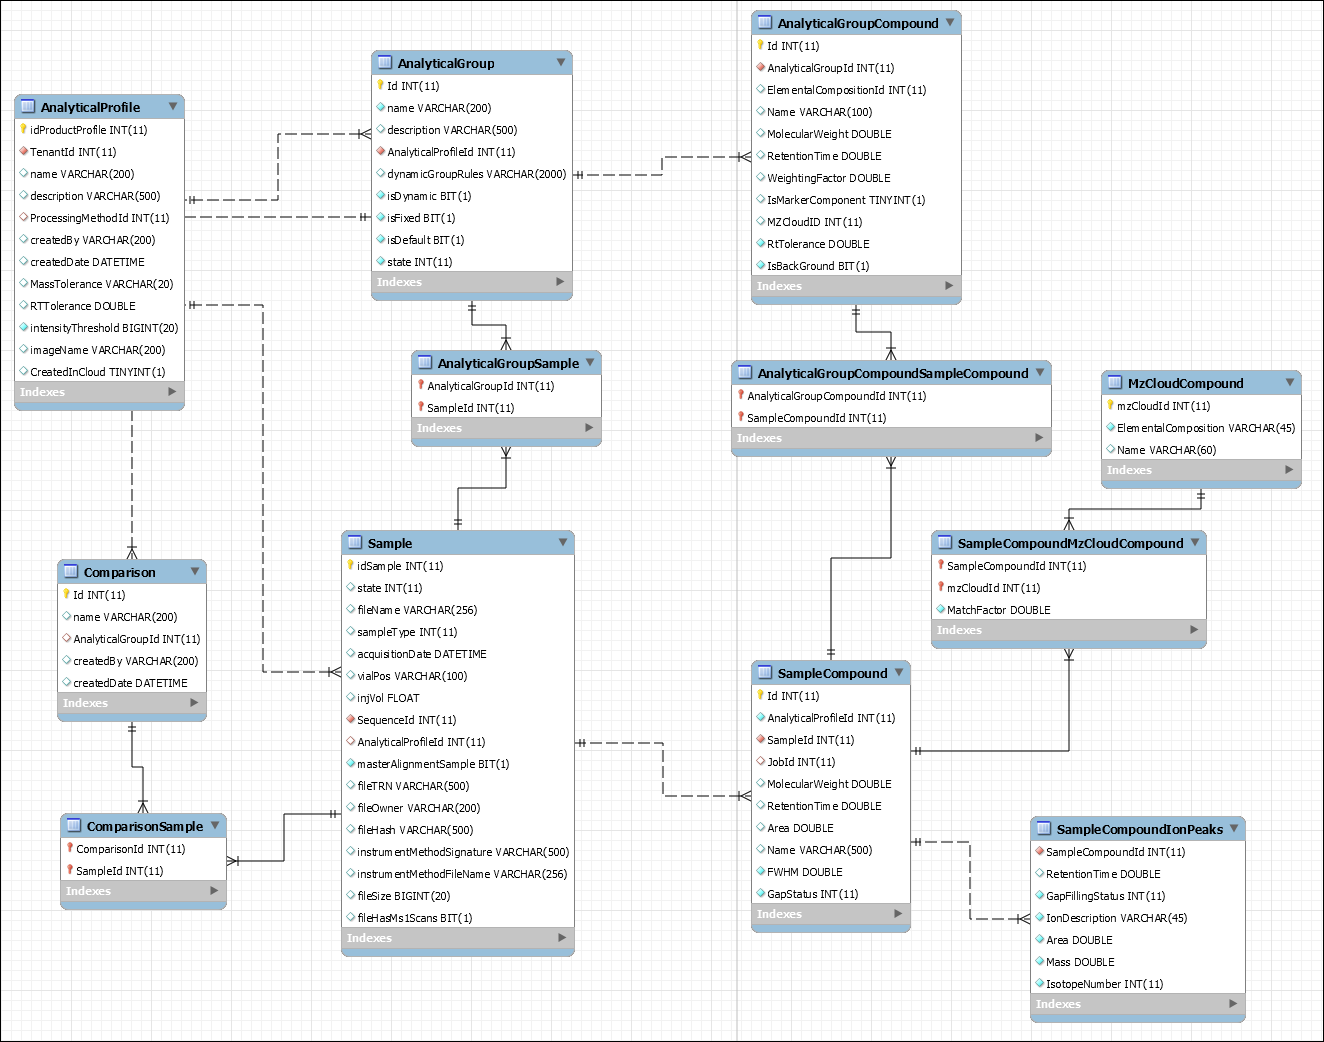 AnalyticalProfile
idProductProfile INT(11)
TenantId INT(11)
name VARCHAR(200)
description VARCHAR(500)
ProcessingMethodId INT(11)
createdBy VARCHAR(200)
createdDate DATETIME
MassTolerance VARCHAR(20)
RTTolerance DOUBLE
intensityThreshold BIGINT(20)
imageName VARCHAR(200)
CreatedInCloud TINYINT(1)
Indexes
AnalyticalGroup
Id INT(11)
name VARCHAR(200)
description VARCHAR(500)
AnalyticalProfileId INT(11)
dynamicGroupRules VARCHAR(2000)
isDynamic BIT(1)
isFixed BIT(1)
isDefault BIT(1)
state INT(11)
Indexes
AnalyticalGroupCompound
Id INT(11)
AnalyticalGroupId INT(11)
ElementalCompositionId INT(11)
Name VARCHAR(100)
MolecularWeight DOUBLE
RetentionTime DOUBLE
WeightingFactor DOUBLE
IsMarkerComponent TINYINT(1)
MZCloudID INT(11)
RtTolerance DOUBLE
IsBackGround BIT(1)
Indexes
AnalyticalGroupSample
AnalyticalGroupId INT(11)
SampleId INT(11)
Indexes
AnalyticalGroupCompoundSampleCompound
AnalyticalGroupCompoundId INT(11)
SampleCompoundId INT(11)
Indexes
MzCloudCompound
mzCloudId INT(11)
ElementalComposition VARCHAR(45)
Name VARCHAR(60)
Indexes
Comparison
Id INT(11)
name VARCHAR(200)
AnalyticalGroupId INT(11)
createdBy VARCHAR(200)
createdDate DATETIME
Indexes
Sample
idSample INT(11)
state INT(11)
fileName VARCHAR(256)
sampleType INT(11)
acquisitionDate DATETIME
vialPos VARCHAR(100)
injVol FLOAT
SequenceId INT(11)
AnalyticalProfileId INT(11)
masterAlignmentSample BIT(1)
fileTRN VARCHAR(500)
fileOwner VARCHAR(200)
fileHash VARCHAR(500)
instrumentMethodSignature VARCHAR(500)
instrumentMethodFileName VARCHAR(256)
fileSize BIGINT(20)
fileHasMs1Scans BIT(1)
Indexes
SampleCompoundMzCloudCompound
SampleCompoundId INT(11)
mzCloudId INT(11)
MatchFactor DOUBLE
Indexes
SampleCompound
Id INT(11)
AnalyticalProfileId INT(11)
SampleId INT(11)
JobId INT(11)
MolecularWeight DOUBLE
RetentionTime DOUBLE
Area DOUBLE
Name VARCHAR(500)
FWHM DOUBLE
GapStatus INT(11)
Indexes
ComparisonSample
ComparisonId INT(11)
SampleId INT(11)
Indexes
SampleCompoundIonPeaks
SampleCompoundId INT(11)
RetentionTime DOUBLE
GapFillingStatus INT(11)
IonDescription VARCHAR(45)
Area DOUBLE
Mass DOUBLE
IsotopeNumber INT(11)
Indexes